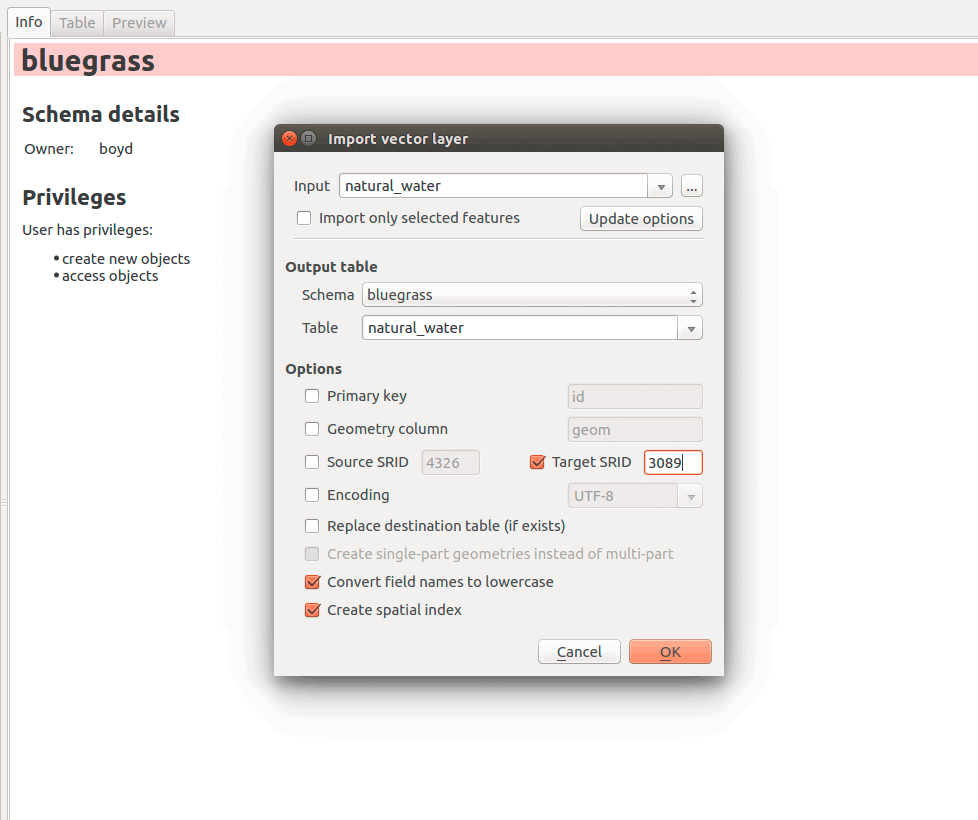 Info Table Preview
bluegrass
Schema details
Owner: boyd
Privileges
User has privileges:
• create new objects
• access objects
Import vector layer
Input natural_water ...
Import only selected features Update options
Output table
Schema bluegrass
Table natural_water
Options
Primary key id
Geometry column geom
Source SRID 4326 Target SRID 3089
Encoding UTF-8
Replace destination table (if exists)
Create single-part geometries instead of multi-part
Convert field names to lowercase
Create spatial index
Cancel OK